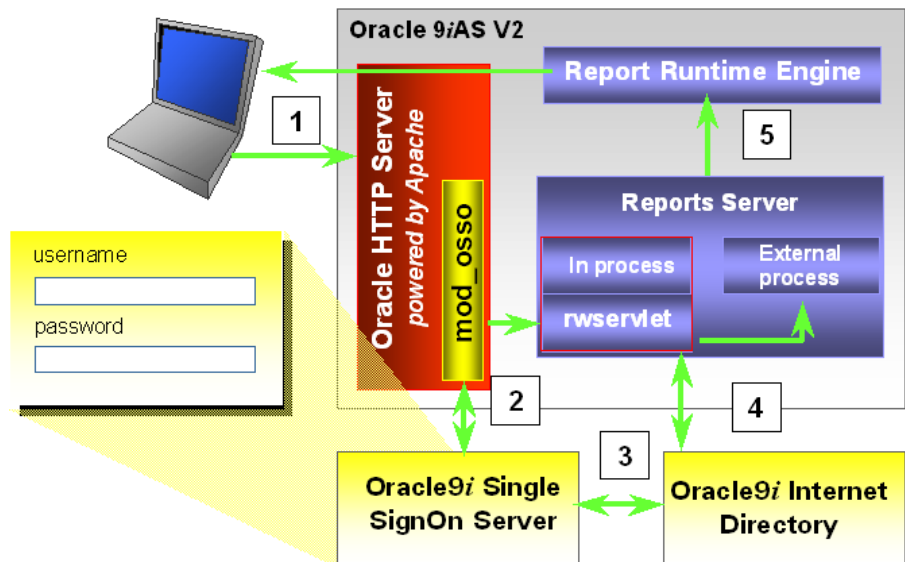 Oracle 9iAS V2
Report Runtime Engine
1
5
Oracle HTTP Server
powered by Apache
mod_osso
Reports Server
In process
External
process
rwservlet
username
password
2
4
3
Oracle9i Single
SignOn Server
Oracle9i Internet
Directory